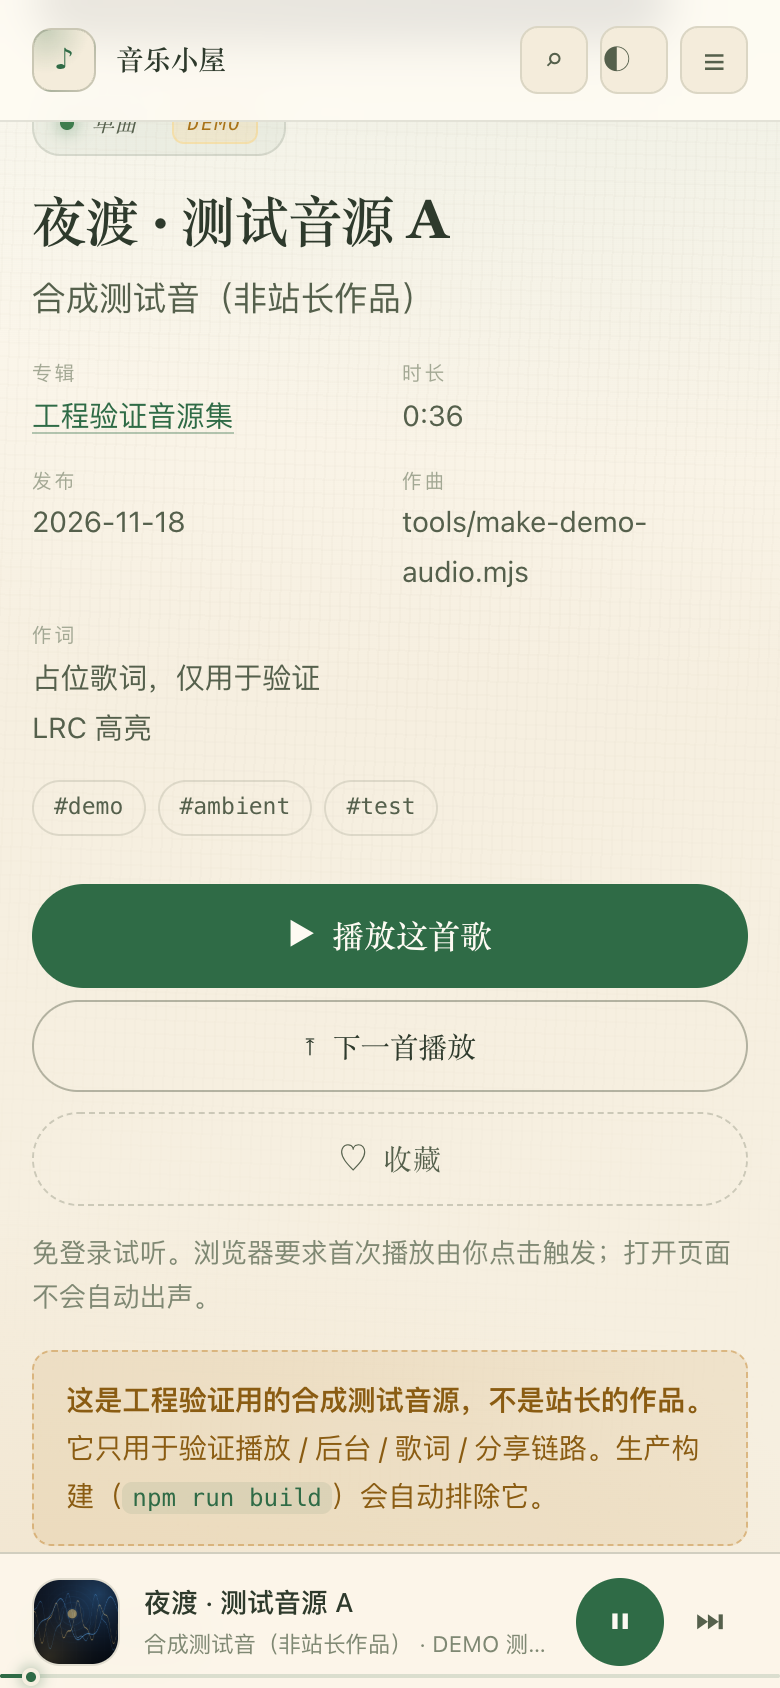 音乐小屋
单曲 DEMO
夜渡 · 测试音源 A
合成测试音（非站长作品）
专辑 时长
工程验证音源集 0:36
发布 作曲
2026-11-18 tools/make-demo-
audio.mjs
作词
占位歌词，仅用于验证
LRC 高亮
#demo #ambient #test
播放这首歌
下一首播放
收藏
免登录试听。浏览器要求首次播放由你点击触发；打开页面
不会自动出声。
这是工程验证用的合成测试音源，不是站长的作品。
它只用于验证播放 / 后台 / 歌词 / 分享链路。生产构
建（npm run build）会自动排除它。
夜渡 · 测试音源 A
合成测试音（非站长作品） · DEMO 测...